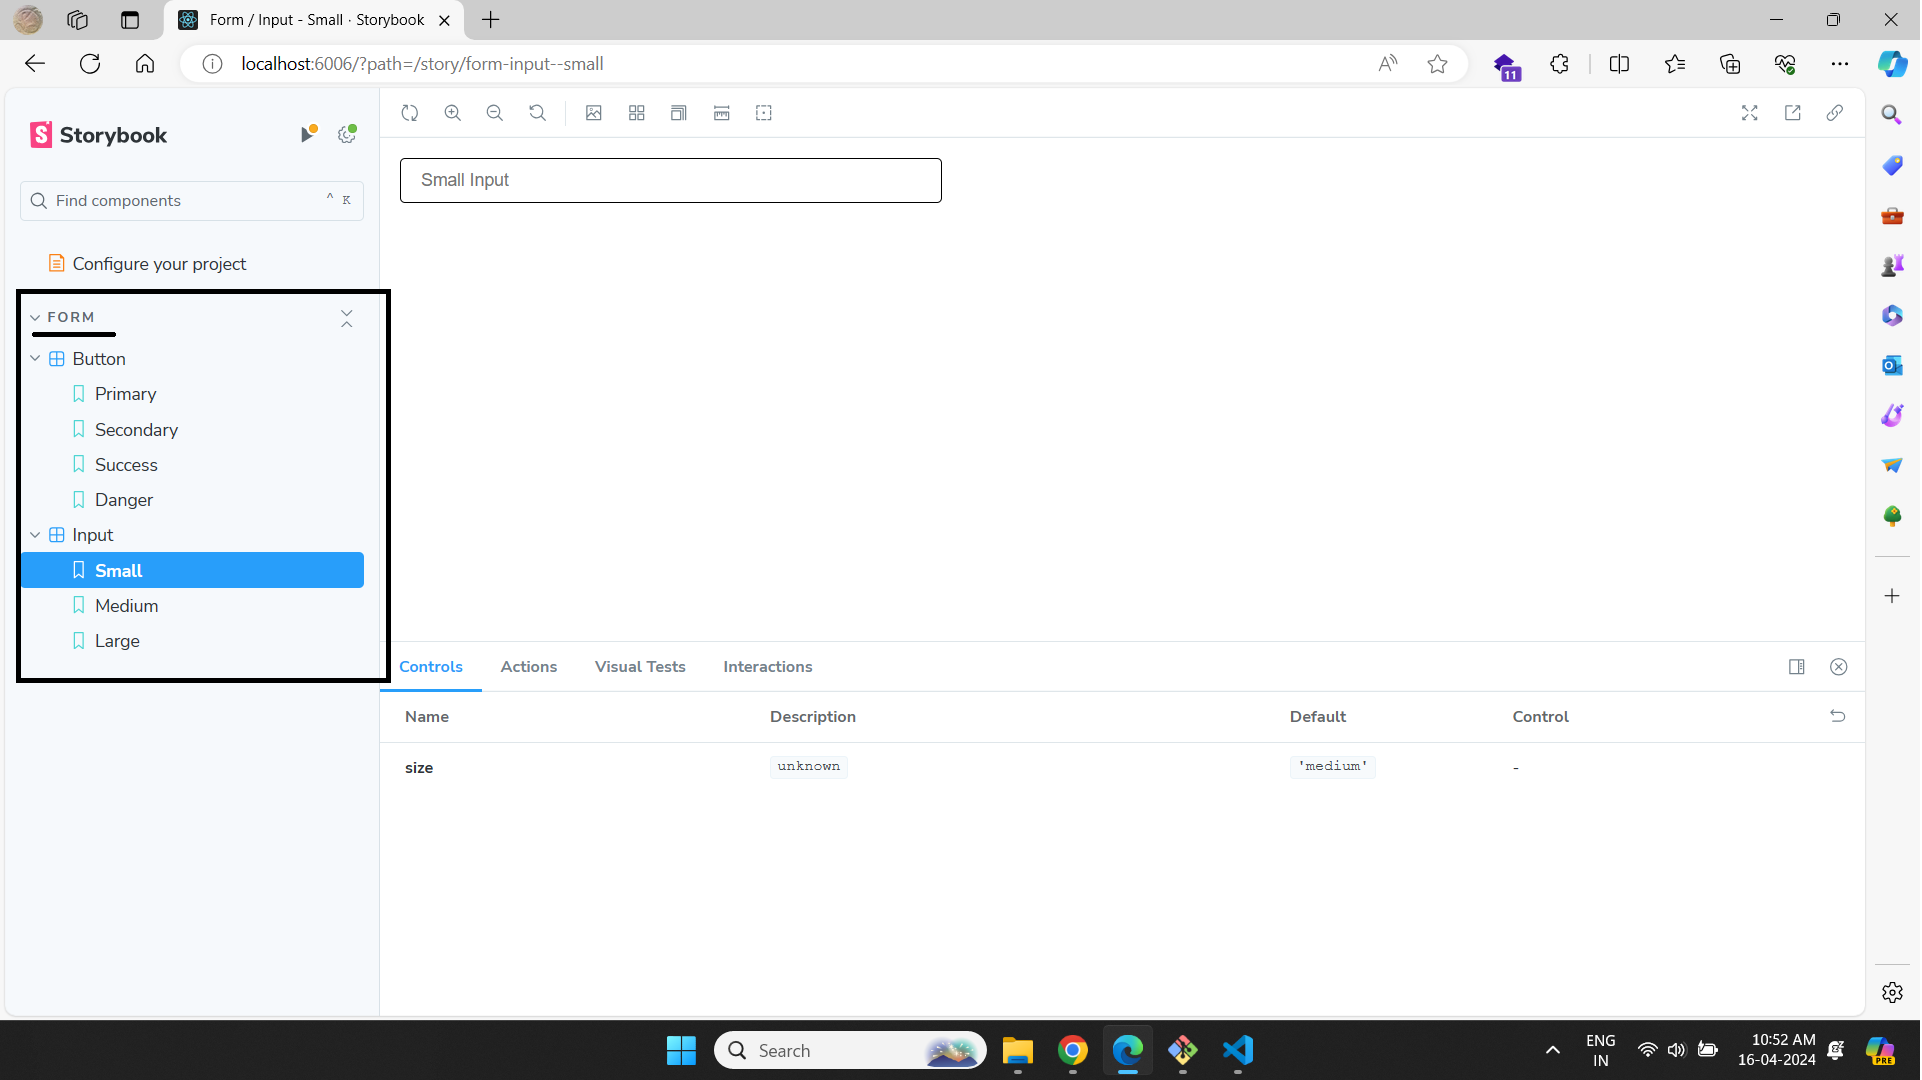 Form / Input - Small · Storybook
localhost:6006/?path=/story/form-input--small
11
Storybook
Find components
^ K
Configure your project
FORM
Button
Primary
Secondary
Success
Danger
Input
Small
Medium
Large
Small Input
Controls Actions Visual Tests Interactions
Name Description Default Control
size unknown 'medium' -
Search
ENG
IN
10:52 AM
16-04-2024
PRE